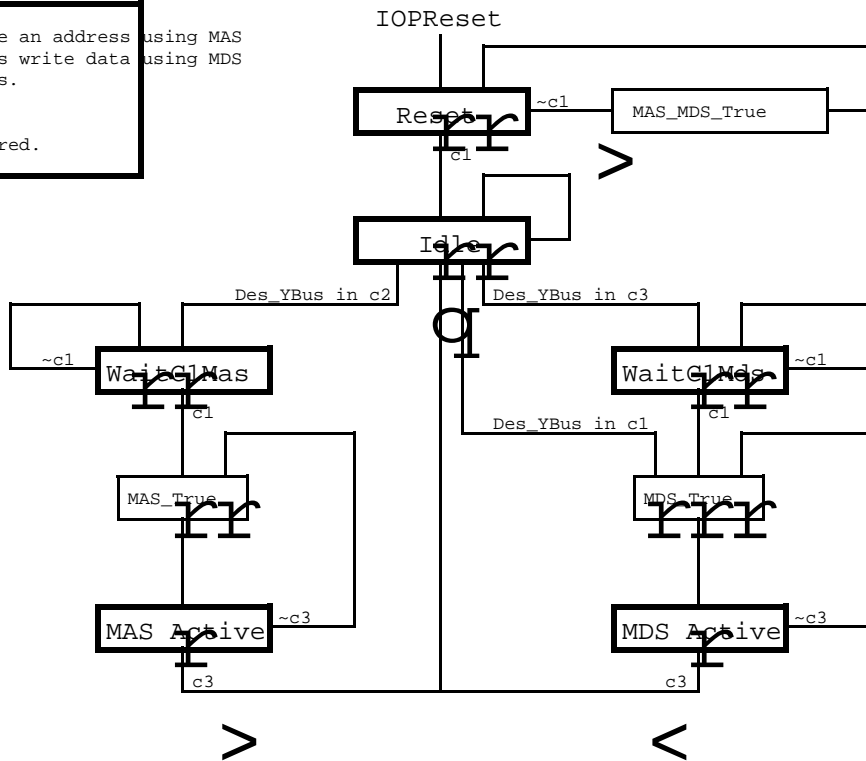 IOPReset
e an address using MAS
s write data using MDS
s.
red.
Reset
~c1
MAS_MDS_True
c1
>
Idle
Des_YBus in c2
Des_YBus in c3
q
~c1
WaitC1Mas
WaitC1Mds
~c1
c1
c1
Des_YBus in c1
MAS_True
MDS_True
MAS Active
~c3
MDS Active
~c3
c3
c3
>
<